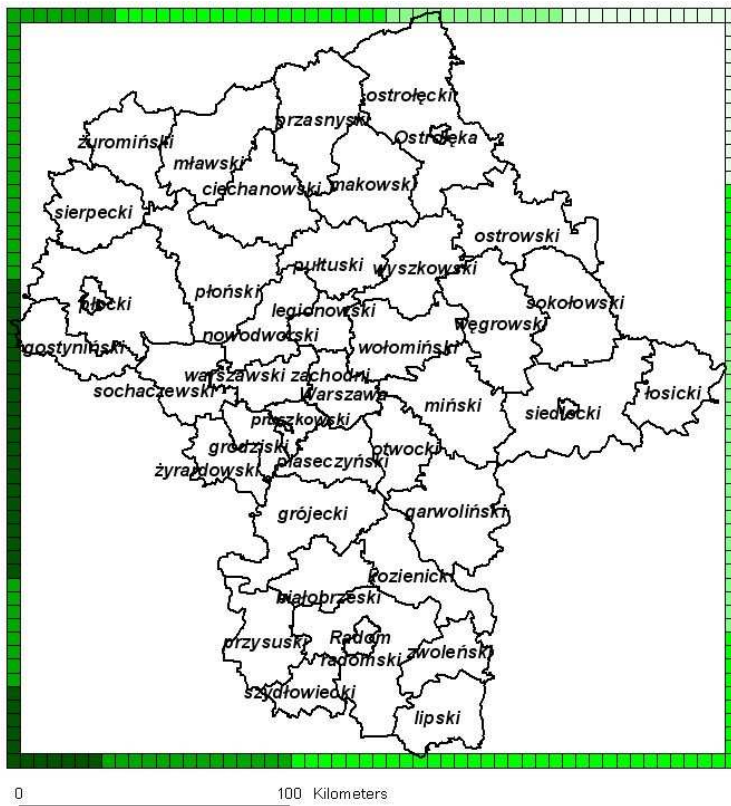 ostrołęcki
przasnyski
Ostrołęka
żuromiński
mławski
ciechanowski
makowski
sierpecki
ostrowski
pułtuski
wyszkowski
płoński
sokołowski
płocki
legionowski
węgrowski
nowodworski
gostyniński
wołomiński
warszawski zachodni
sochaczewski
Warszawa
łosicki
miński
siedlecki
pruszkowski
grodziski
otwocki
piaseczyński
żyrardowski
grójecki
garwoliński
kozienicki
białobrzeski
Radom
przysuski
zwoleński
radomski
szydłowiecki
lipski
0 100 Kilometers